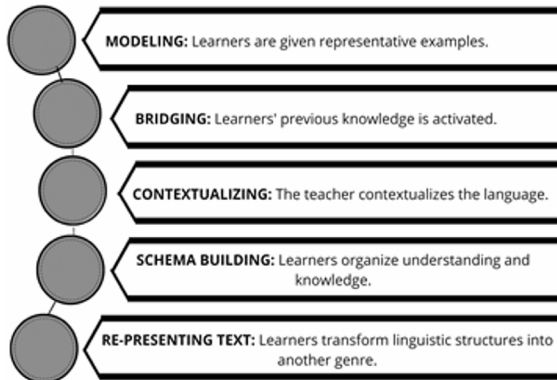 MODELING: Learners are given representative examples.
BRIDGING: Learners' previous knowledge is activated.
CONTEXTUALIZING: The teacher contextualizes the language.
SCHEMA BUILDING: Learners organize understanding and
knowledge.
RE-PRESENTING TEXT: Learners transform linguistic structures into
another genre.